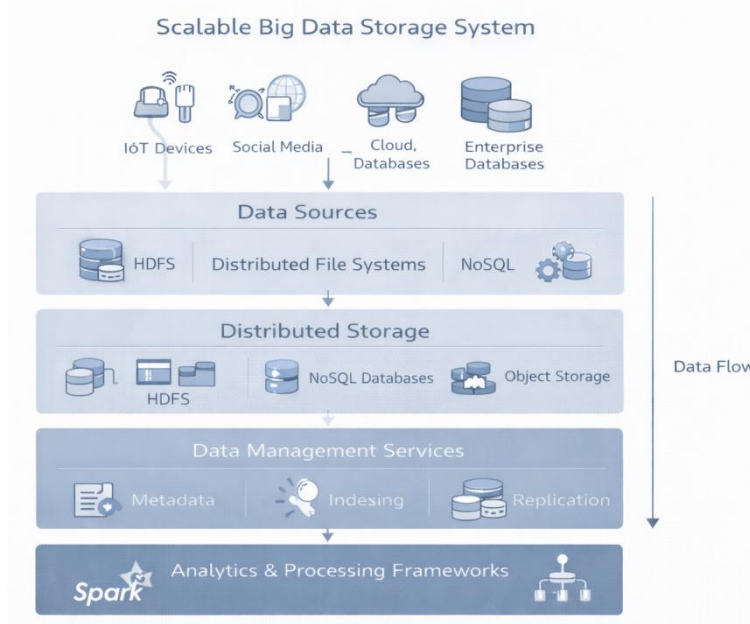 Scalable Big Data Storage System
IóT Devices
Social Media
Cloud,
Databases
Enterprise
Databases
Data Sources
HDFS
Distributed File Systems
NoSQL
Distributed Storage
HDFS
NoSQL Databases
Object Storage
Data Flow
Data Management Services
Metadata
Indexing
Replication
Analytics & Processing Frameworks
Spark